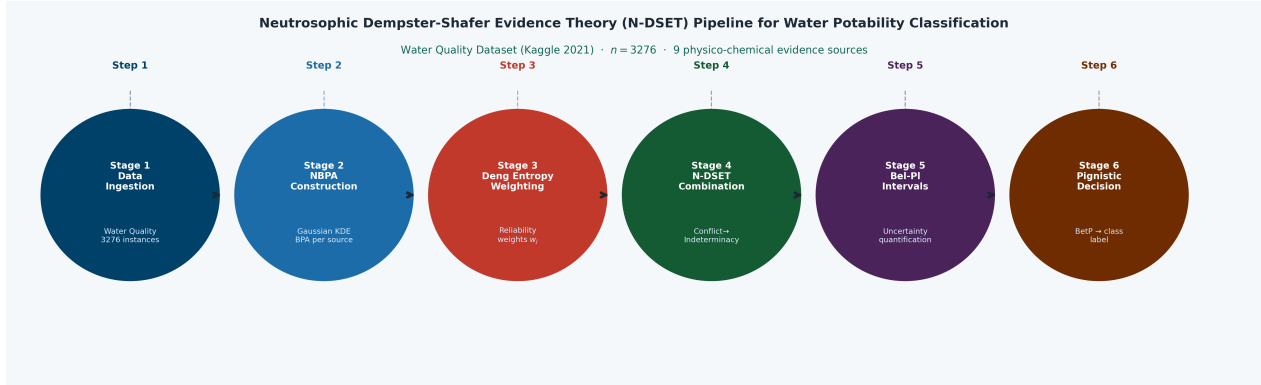 Neutrosophic Dempster-Shafer Evidence Theory (N-DSET) Pipeline for Water Potability Classification
Water Quality Dataset (Kaggle 2021) · n = 3276 · 9 physico-chemical evidence sources
Step 1
Step 2
Step 3
Step 4
Step 5
Step 6
Stage 1
Data
Ingestion
Water Quality
3276 instances
Stage 2
NBPA
Construction
Gaussian KDE
BPA per source
Stage 3
Deng Entropy
Weighting
Reliability
weights wⱼ
Stage 4
N-DSET
Combination
Conflict→
Indeterminacy
Stage 5
Bel-Pl
Intervals
Uncertainty
quantification
Stage 6
Pignistic
Decision
BetP → class
label